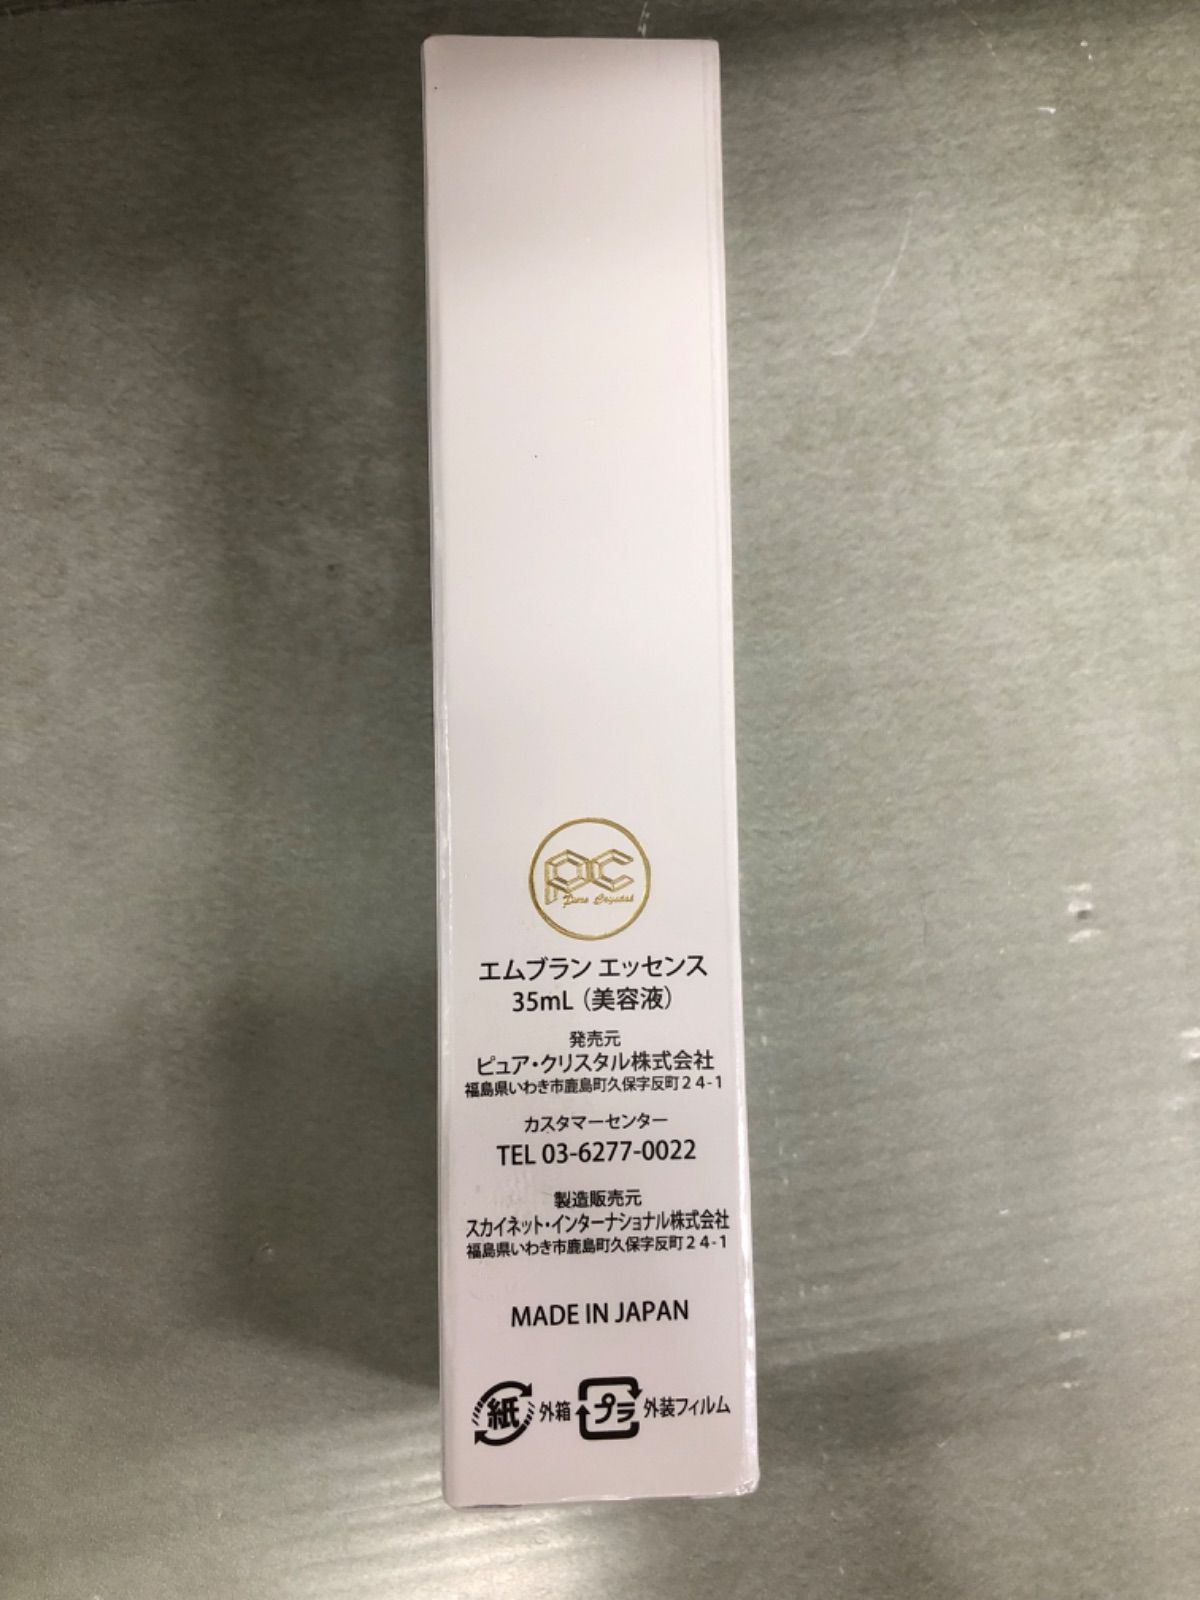 PC
Pure Crystal
エムブラン エッセンス
35mL（美容液）
発売元
ピュア・クリスタル株式会社
福島県いわき市鹿島町久保字反町２４-１
カスタマーセンター
TEL 03-6277-0022
製造販売元
スカイネット・インターナショナル株式会社
福島県いわき市鹿島町久保字反町２４-１
MADE IN JAPAN
紙 外箱 プラ 外装フィルム